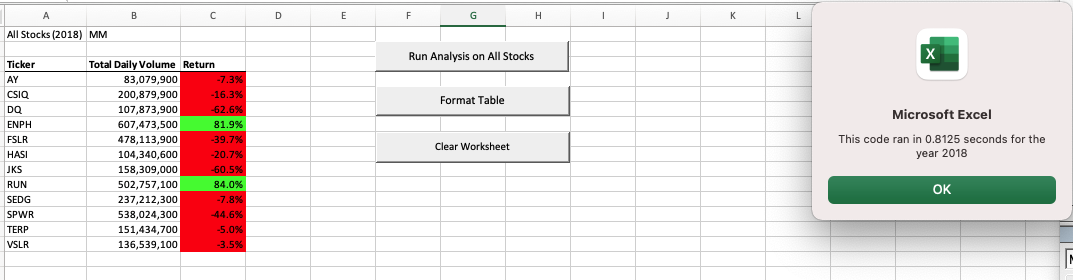 A B C D E F G H I J K L
All Stocks (2018) MM
Ticker Total Daily Volume Return
AY 83,079,900 -7.3%
CSIQ 200,879,900 -16.3%
DQ 107,873,900 -62.6%
ENPH 607,473,500 81.9%
FSLR 478,113,900 -39.7%
HASI 104,340,600 -20.7%
JKS 158,309,000 -60.5%
RUN 502,757,100 84.0%
SEDG 237,212,300 -7.8%
SPWR 538,024,300 -44.6%
TERP 151,434,700 -5.0%
VSLR 136,539,100 -3.5%
Run Analysis on All Stocks
Format Table
Clear Worksheet
X
Microsoft Excel
This code ran in 0.8125 seconds for the
year 2018
OK